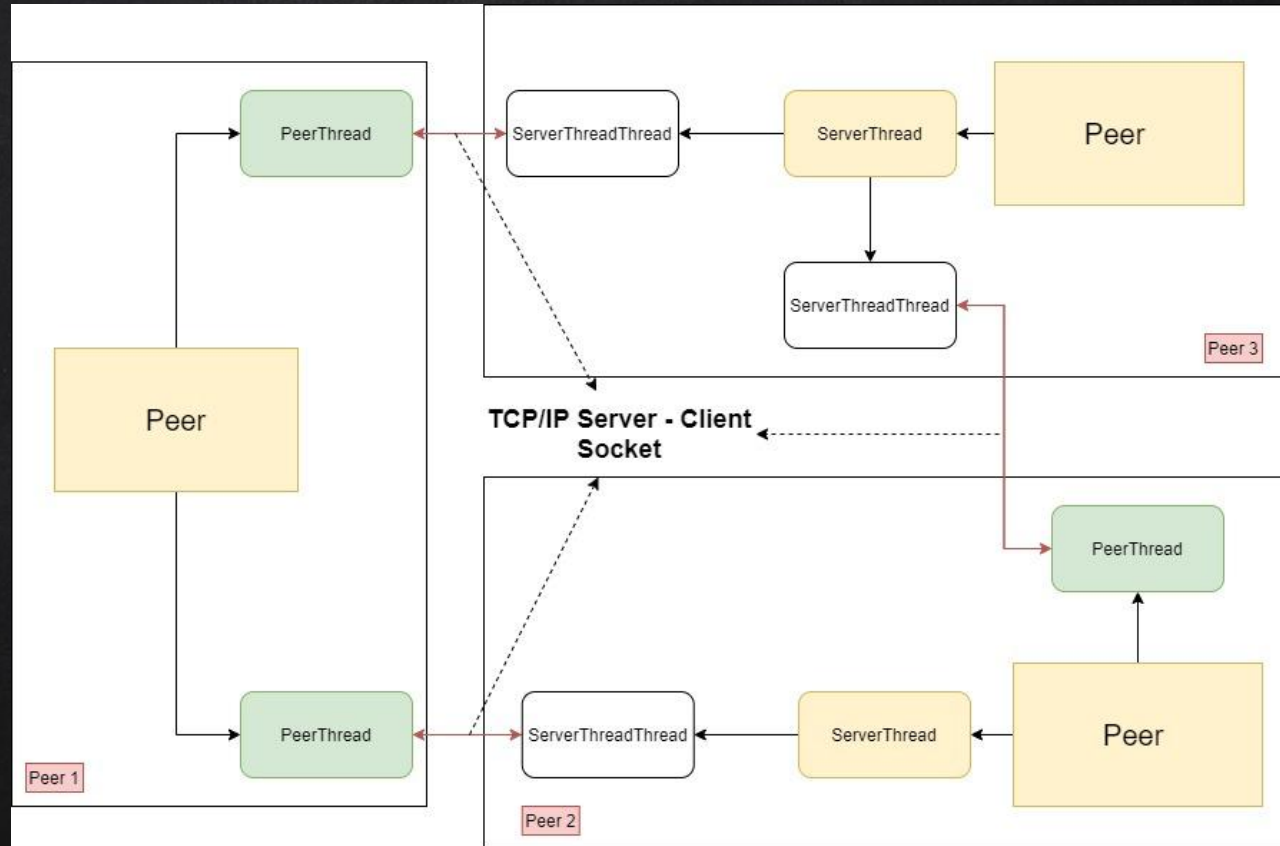 PeerThread
ServerThreadThread
ServerThread
Peer
ServerThreadThread
Peer 3
Peer
TCP/IP Server - Client
Socket
PeerThread
PeerThread
ServerThreadThread
ServerThread
Peer
Peer 1
Peer 2